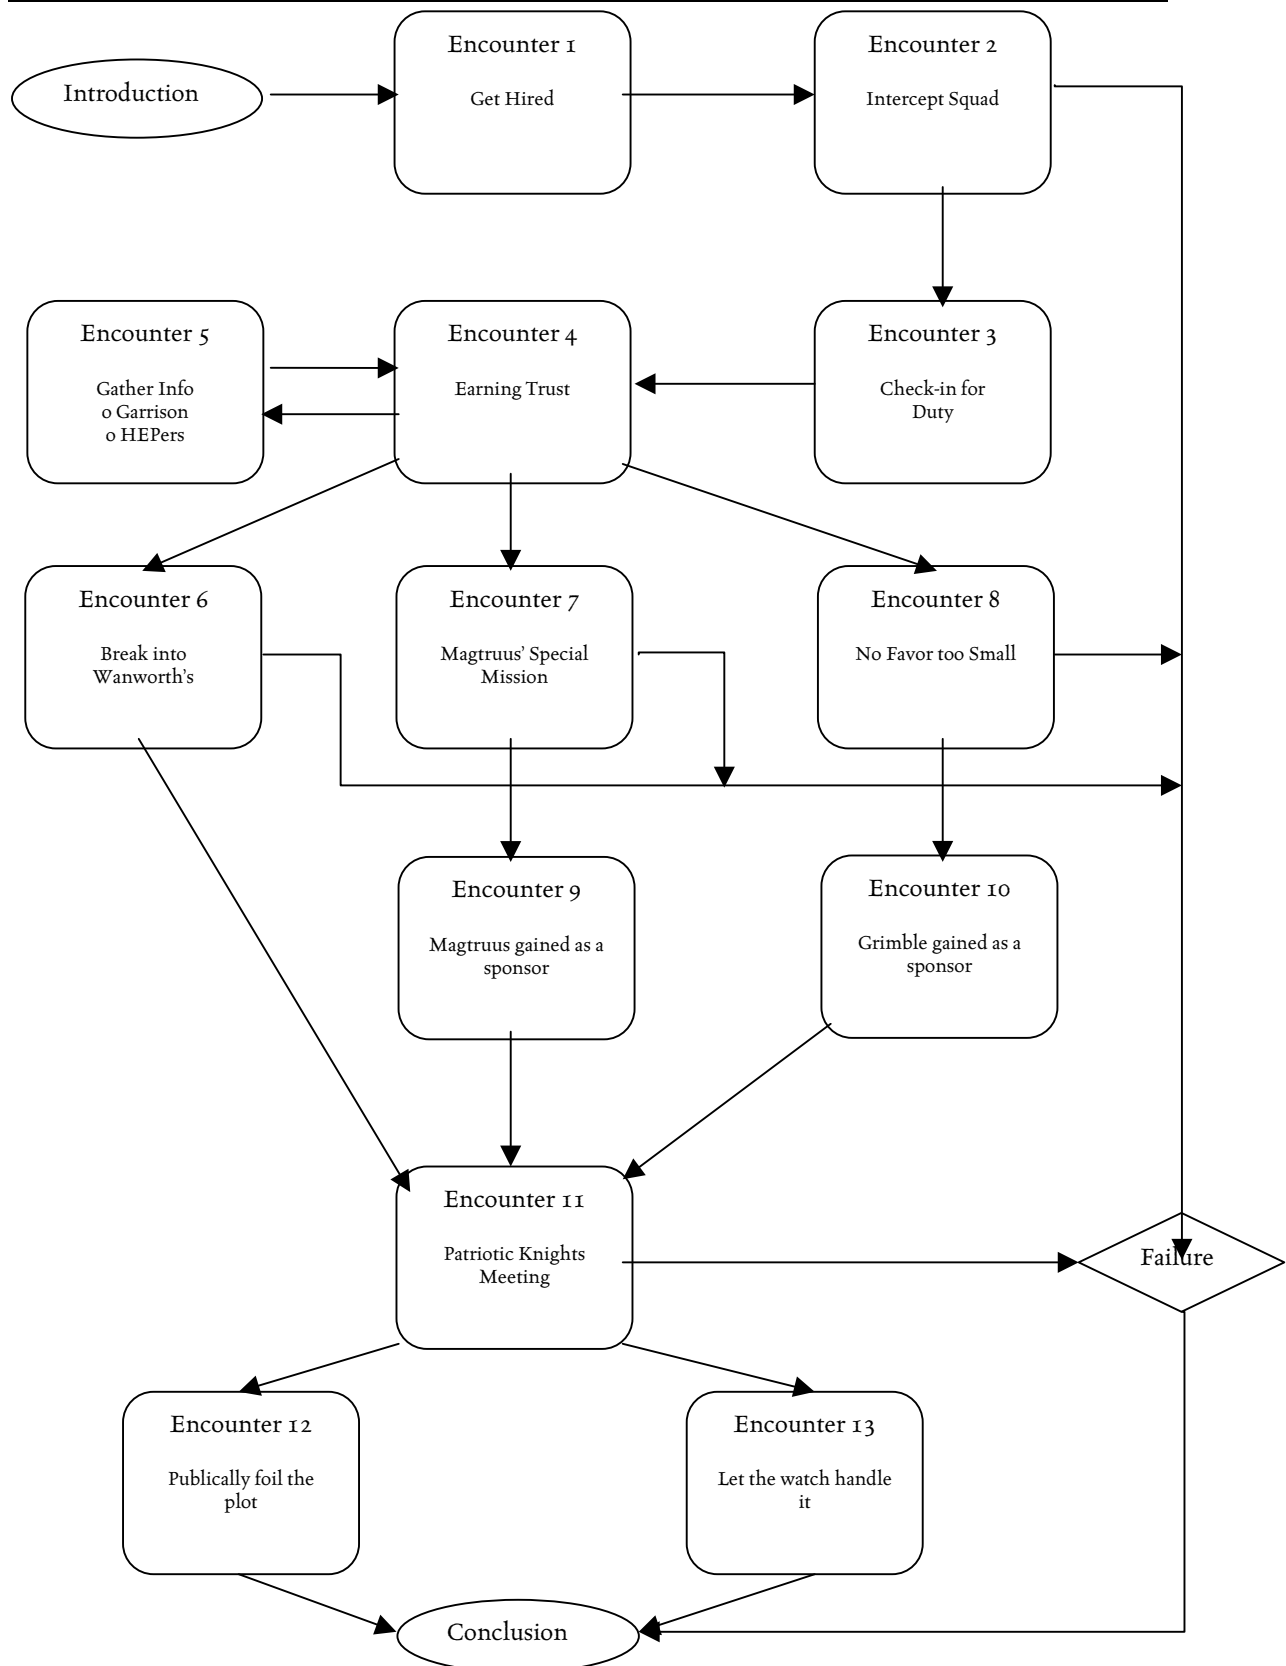 Introduction
Encounter 1
Get Hired
Encounter 2
Intercept Squad
Encounter 5
Gather Info
o Garrison
o HEPers
Encounter 4
Earning Trust
Encounter 3
Check-in for
Duty
Encounter 6
Break into
Wanworth's
Encounter 7
Magtruus' Special
Mission
Encounter 8
No Favor too Small
Encounter 9
Magtruus gained as a
sponsor
Encounter 10
Grimble gained as a
sponsor
Encounter 11
Patriotic Knights
Meeting
Failure
Encounter 12
Publically foil the
plot
Encounter 13
Let the watch handle
it
Conclusion